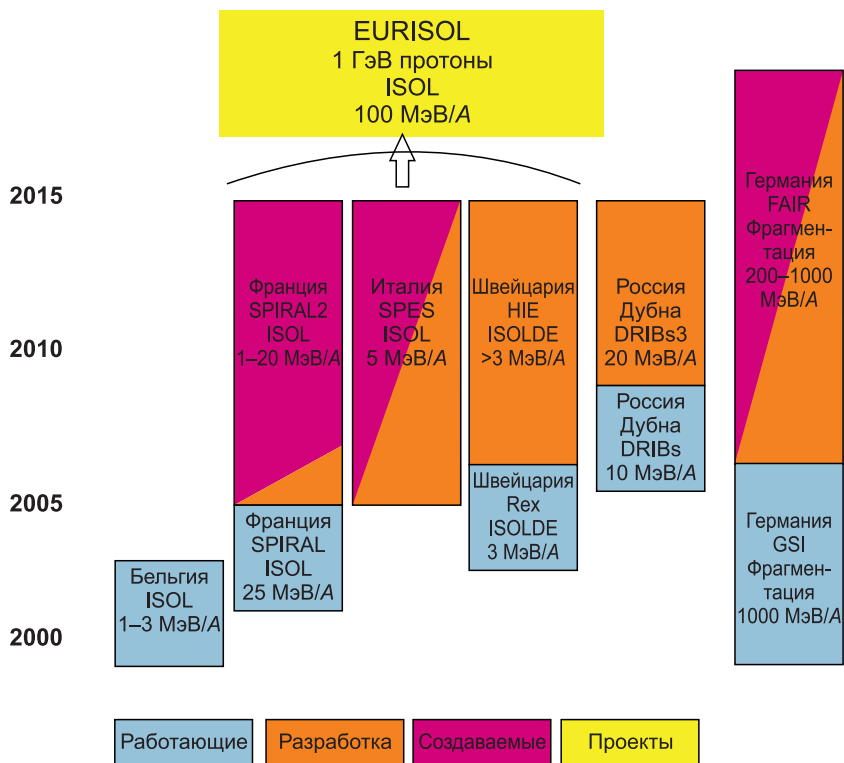 EURISOL
1 ГэВ протоны
ISOL
100 МэВ/A
2015
2010
2005
2000
Бельгия
ISOL
1–3 МэВ/A
Франция
SPIRAL2
ISOL
1–20 МэВ/A
Франция
SPIRAL
ISOL
25 МэВ/A
Италия
SPES
ISOL
5 МэВ/A
Швейцария
HIE
ISOLDE
>3 МэВ/A
Швейцария
Rex
ISOLDE
3 МэВ/A
Россия
Дубна
DRIBs3
20 МэВ/A
Россия
Дубна
DRIBs
10 МэВ/A
Германия
FAIR
Фрагмен-
тация
200–1000
МэВ/A
Германия
GSI
Фрагмен-
тация
1000 МэВ/A
Работающие
Разработка
Создаваемые
Проекты